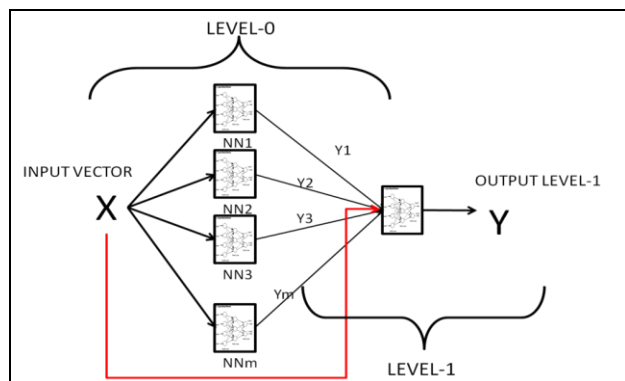 LEVEL-0
NN1
Y1
INPUT VECTOR
X
Y2
NN2
Y3
NN3
OUTPUT LEVEL-1
Y
Ym
NNm
LEVEL-1